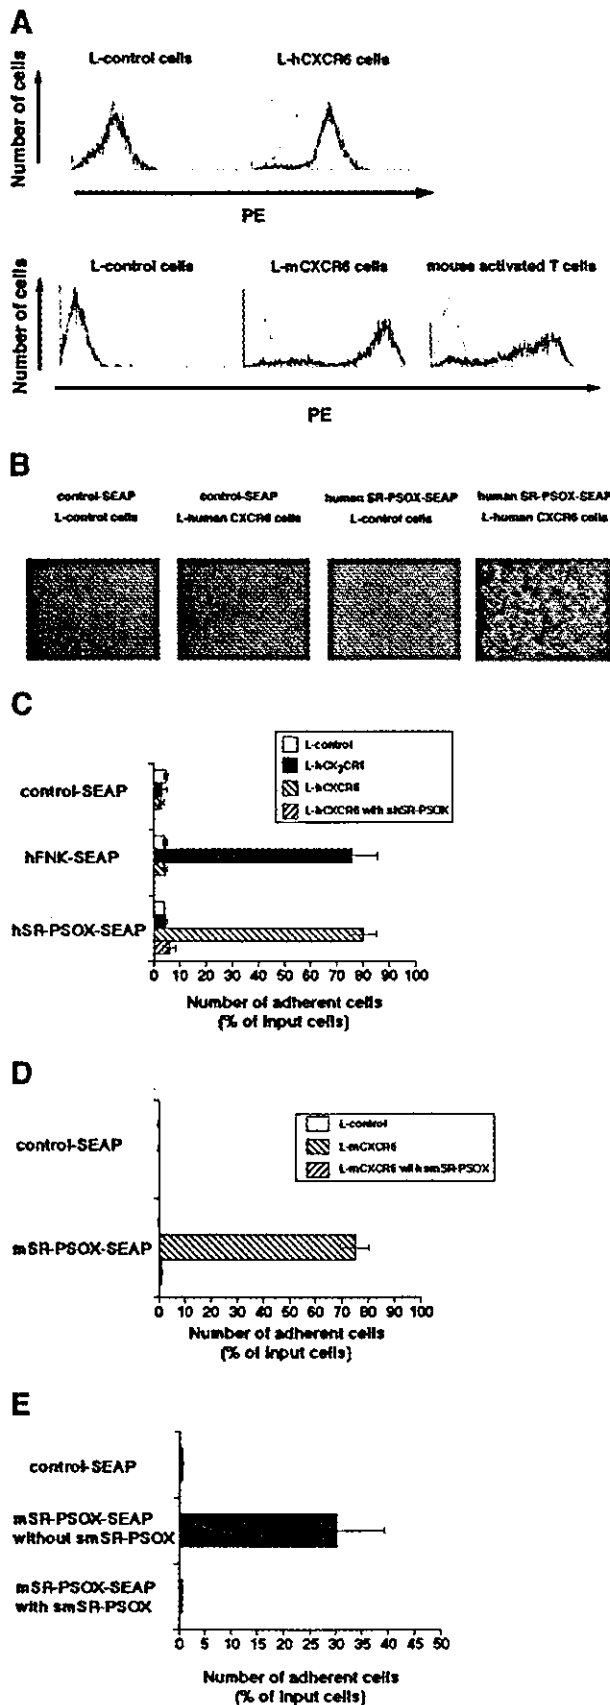 A
L-control cells
L-hCXCR6 cells
Number of cells
PE
L-control cells
L-mCXCR6 cells
mouse activated T cells
Number of cells
PE
B
control-SEAP
L-control cells
control-SEAP
L-human CXCR6 cells
human SR-PSOX-SEAP
L-control cells
human SR-PSOX-SEAP
L-human CXCR6 cells
C
L-control
L-hCX3CR1
L-hCXCR6
L-hCXCR6 with shSR-PSOX
control-SEAP
hFNK-SEAP
hSR-PSOX-SEAP
0 10 20 30 40 50 60 70 80 90 100
Number of adherent cells
(% of input cells)
D
L-control
L-mCXCR6
L-mCXCR6 with smSR-PSOX
control-SEAP
mSR-PSOX-SEAP
0 10 20 30 40 50 60 70 80 90 100
Number of adherent cells
(% of input cells)
E
control-SEAP
mSR-PSOX-SEAP
without smSR-PSOX
mSR-PSOX-SEAP
with smSR-PSOX
0 5 10 15 20 25 30 35 40 45 50
Number of adherent cells
(% of input cells)